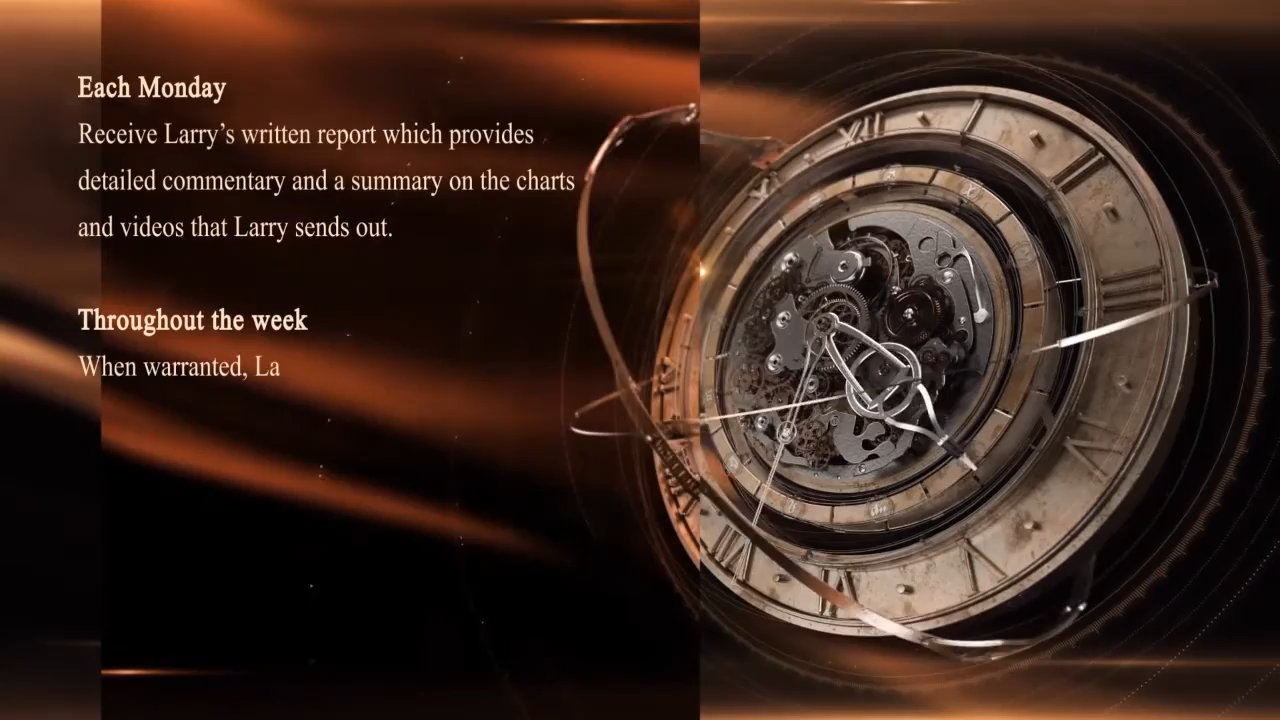 Each Monday
Receive Larry’s written report which provides
detailed commentary and a summary on the charts
and videos that Larry sends out.
Throughout the week
When warranted, La